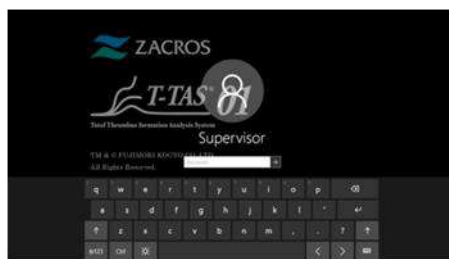 ZACROS
T-TAS® 01
Total Thrombus formation Analysis System
Supervisor
Password
TM & © FUJIMORI KOGYO CO., LTD.
All Rights Reserved.
q w e r t y u i o p
a s d f g h j k l '
z x c v b n m , . ?
&123 Ctrl